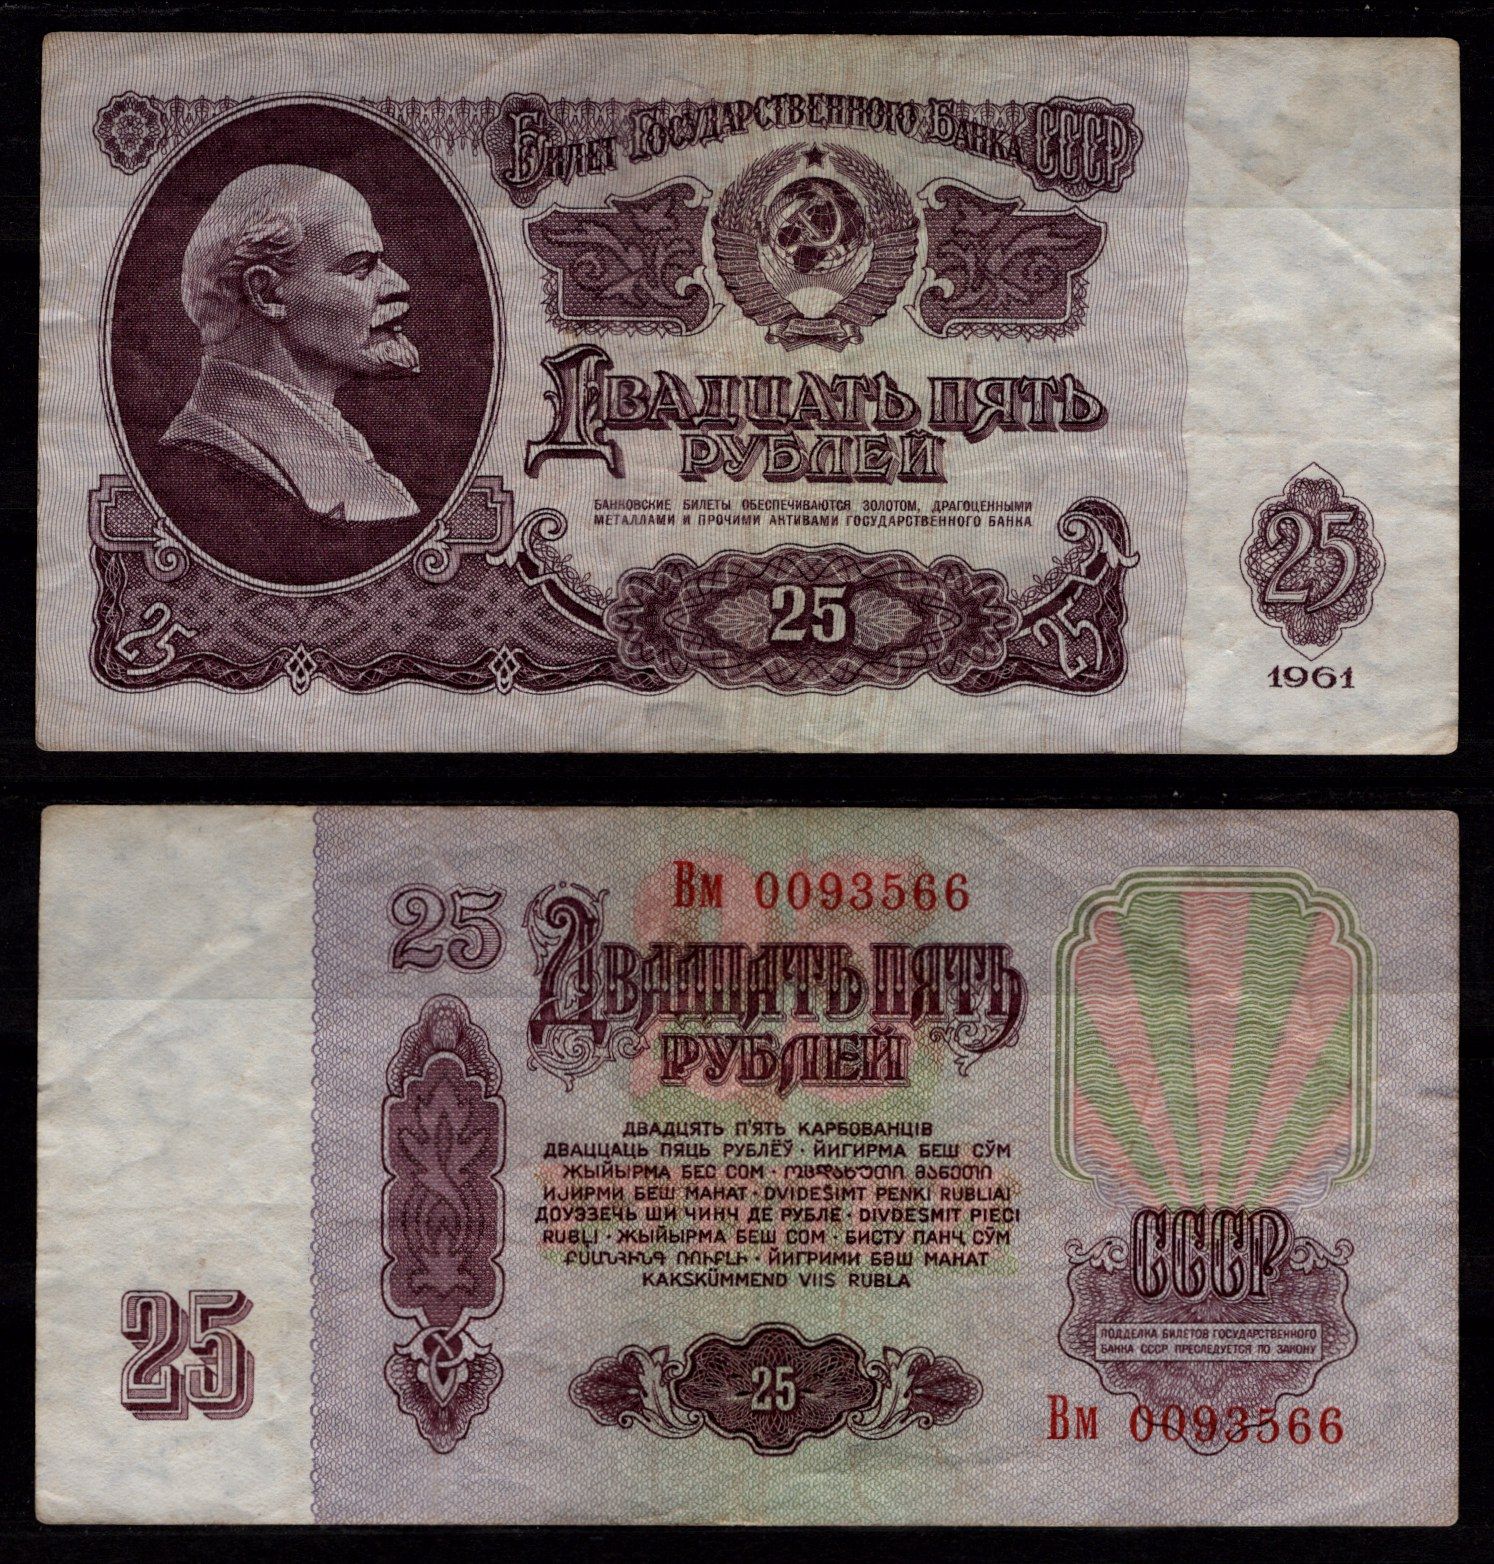 Билет Государственного Банка СССР
Двадцать пять
рублей
БАНКОВСКИЕ БИЛЕТЫ ОБЕСПЕЧИВАЮТСЯ ЗОЛОТОМ, ДРАГОЦЕННЫМИ
МЕТАЛЛАМИ И ПРОЧИМИ АКТИВАМИ ГОСУДАРСТВЕННОГО БАНКА
25
25
25
25
1961
25
Вм 0093566
Двадцать пять
рублей
ДВАДЦЯТЬ П'ЯТЬ КАРБОВАНЦІВ
ДВАЦЦАЦЬ ПЯЦЬ РУБЛЁЎ · ЙИГИРМА БЕШ СЎМ
ЖЫЙЫРМА БЕС СОМ · ოცდახუთი მანეთი
ИЈИРМИ БЕШ МАНАТ · DVIDEŠIMT PENKI RUBLIAI
ДОУЭЗЕЧЬ ШИ ЧИНЧ ДЕ РУБЛЕ · DIVDESMIT PIECI
RUBĻI · ЖЫЙЫРМА БЕШ СОМ · БИСТУ ПАНҶ СӮМ
ՔՍԱՆՀԻՆԳ ՌՈՒԲԼԻ · ЙИГРИМИ БӘШ МАНАТ
KAKSKÜMMEND VIIS RUBLA
СССР
ПОДДЕЛКА БИЛЕТОВ ГОСУДАРСТВЕННОГО
БАНКА СССР ПРЕСЛЕДУЕТСЯ ПО ЗАКОНУ
25
25
Вм 0093566